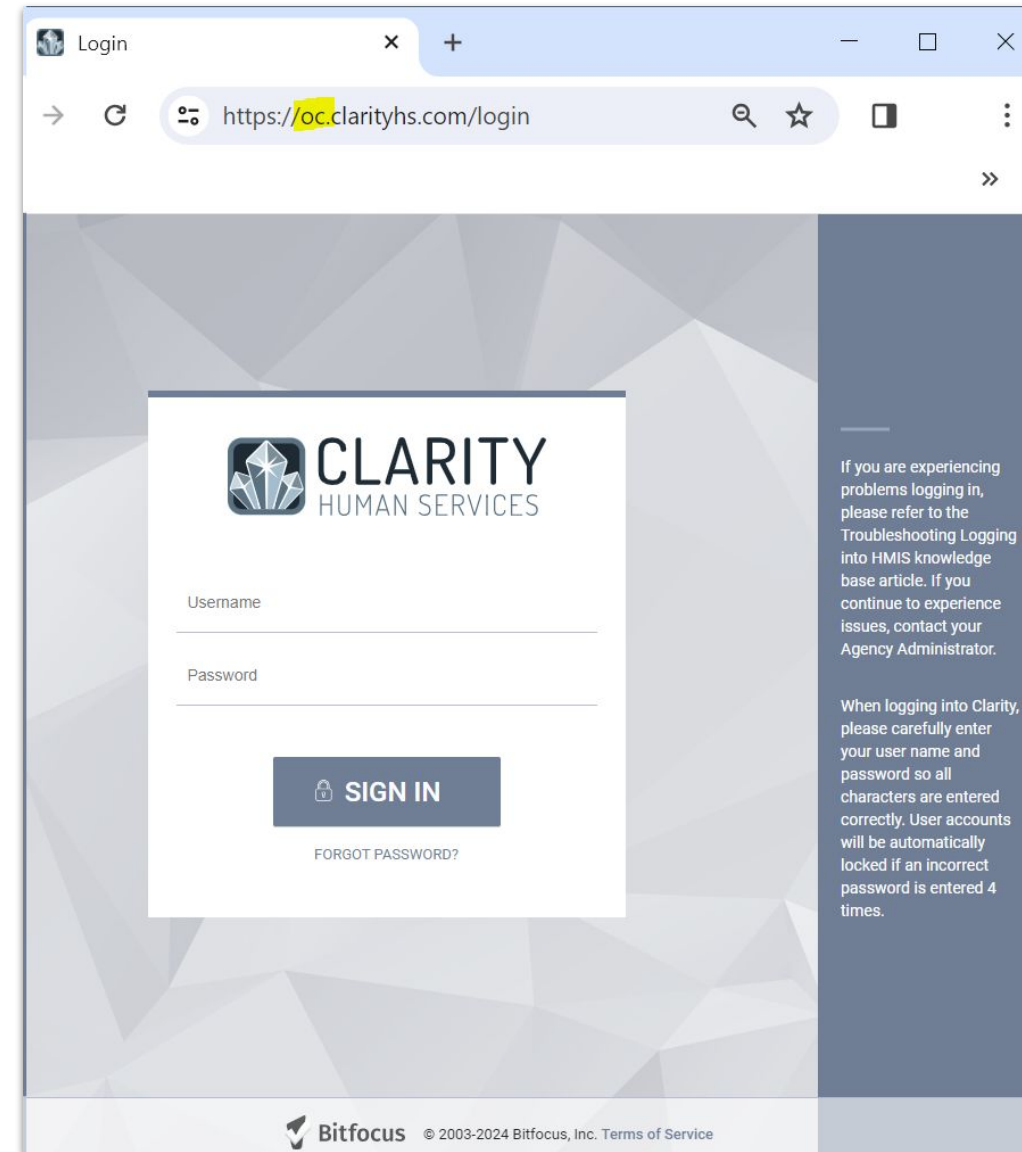 Login
https://oc.clarityhs.com/login
CLARITY
HUMAN SERVICES
Username
Password
SIGN IN
FORGOT PASSWORD?
If you are experiencing
problems logging in,
please refer to the
Troubleshooting Logging
into HMIS knowledge
base article. If you
continue to experience
issues, contact your
Agency Administrator.
When logging into Clarity,
please carefully enter
your user name and
password so all
characters are entered
correctly. User accounts
will be automatically
locked if an incorrect
password is entered 4
times.
Bitfocus © 2003-2024 Bitfocus, Inc. Terms of Service